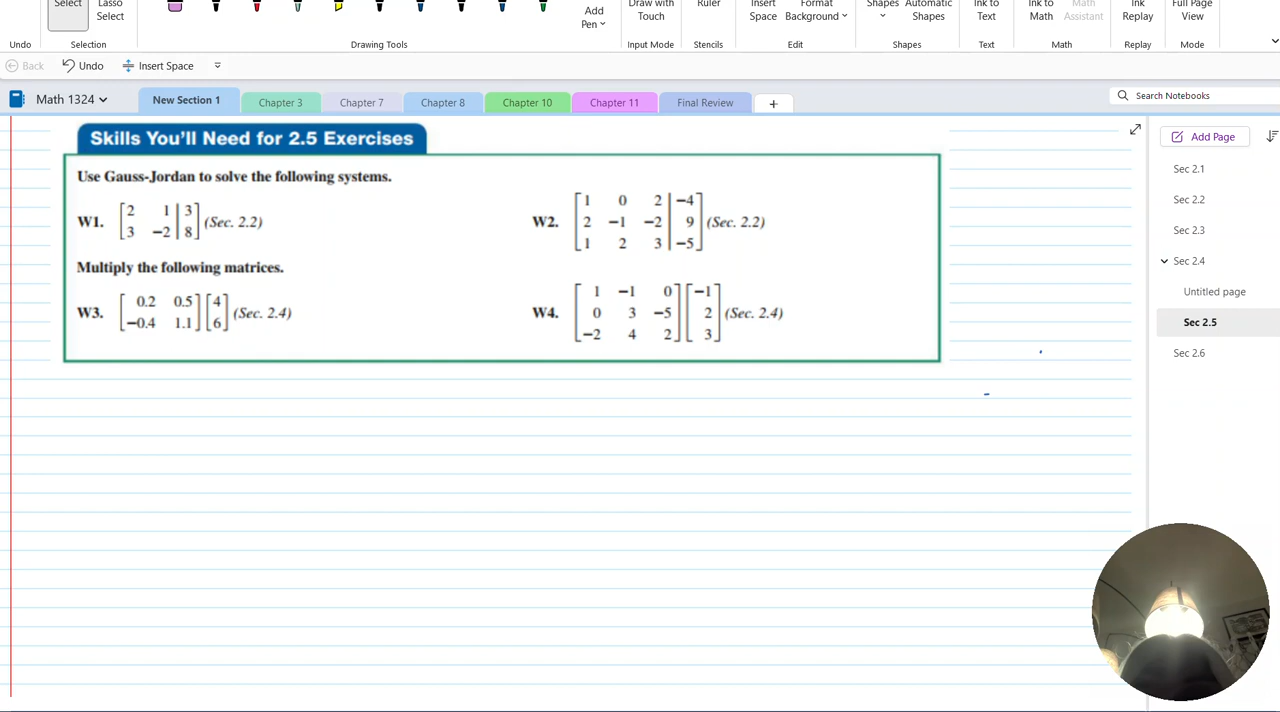 Select
Lasso
Select
Add
Pen
Draw with
Touch
Ruler
Insert
Space
Format
Background
Shapes
Automatic
Shapes
Ink to
Text
Ink to
Math
Math
Assistant
Ink
Replay
Full Page
View
Undo
Selection
Drawing Tools
Input Mode
Stencils
Edit
Shapes
Text
Math
Replay
Mode
Back
Undo
Insert Space
Math 1324
New Section 1
Chapter 3
Chapter 7
Chapter 8
Chapter 10
Chapter 11
Final Review
+
Search Notebooks
Skills You'll Need for 2.5 Exercises
Use Gauss-Jordan to solve the following systems.
W1. [2 1 | 3] (Sec. 2.2)
[3 −2 | 8]
W2. [1 0 2 | −4]
[2 −1 −2 | 9] (Sec. 2.2)
[1 2 3 | −5]
Multiply the following matrices.
W3. [0.2 0.5] [4] (Sec. 2.4)
[−0.4 1.1] [6]
W4. [1 −1 0] [−1]
[0 3 −5] [2] (Sec. 2.4)
[−2 4 2] [3]
Add Page
Sec 2.1
Sec 2.2
Sec 2.3
Sec 2.4
Untitled page
Sec 2.5
Sec 2.6